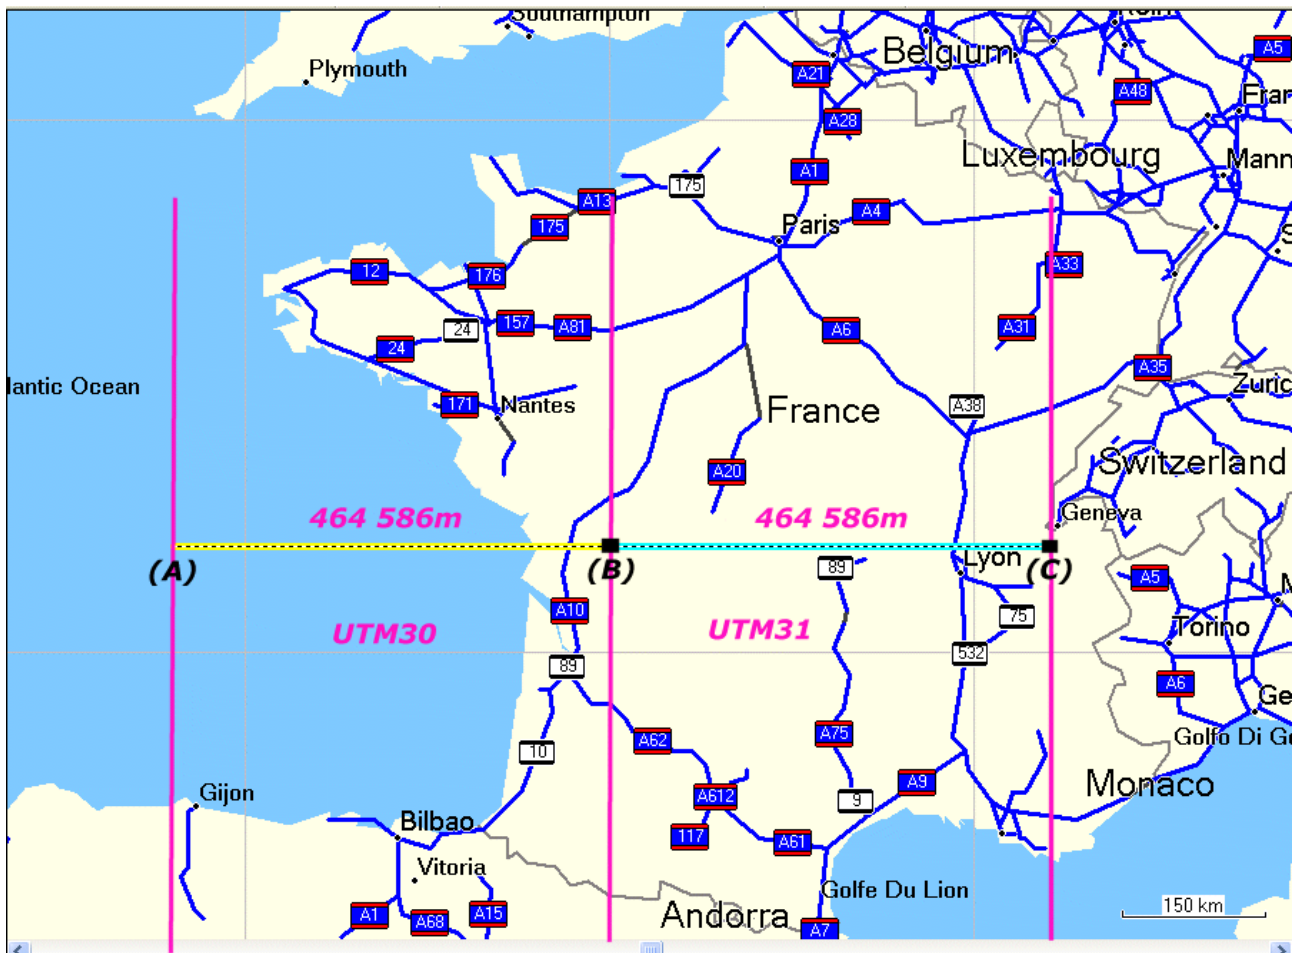 Southampton
Köln
Belgium
A5
Plymouth
A21
A48
Fran
A28
Luxembourg
Mann
A1
175
A13
A4
175
Paris
12
176
A33
24
157
A81
A6
A31
24
A35
lantic Ocean
171
Nantes
France
A38
Zuric
A20
Switzerland
464 586m
464 586m
Geneva
(A)
(B)
89
Lyon
(C)
A5
A10
75
UTM30
UTM31
Torino
89
532
A6
Ge
A62
A75
10
Golfo Di Ge
A9
Monaco
Gijon
A612
9
Bilbao
117
A61
Vitoria
Golfe Du Lion
A1
A68
A15
Andorra
A7
150 km